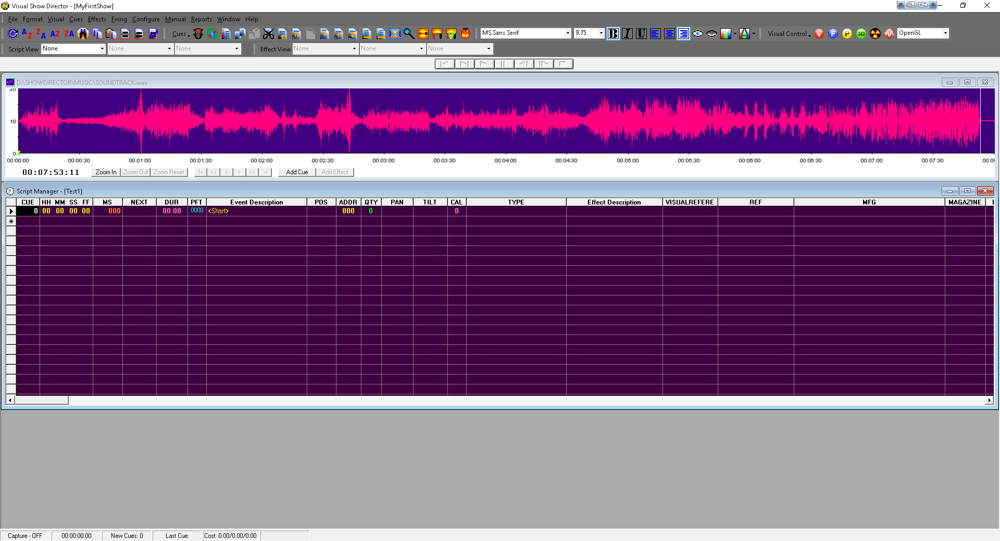 Visual Show Director - [MyFirstShow]
File Format Visual Cues Effects Firing Configure Manual Reports Window Help
A Z Z A AZ ZA Cues MS Sans Serif 9.75 B I U A Visual Control V F P 3D OpenGL
Script View None None None Effect View None None None
D:\SHOWDIRECTOR\MUSIC\SOUNDTRACK.wav
20
10
0
00:00:00 00:00:30 00:01:00 00:01:30 00:02:00 00:02:30 00:03:00 00:03:30 00:04:00 00:04:30 00:05:00 00:05:30 00:06:00 00:06:30 00:07:00 00:07:30 00:0
00:07:53:11 Zoom In Zoom Out Zoom Reset |< << < > >> >| Add Cue Add Effect
Script Manager - [Test1]
CUE HH MM SS FF MS NEXT DUR PFT Event Description POS ADDR QTY PAN TILT CAL TYPE Effect Description VISUALREFERE REF MFG MAGAZINE
0 00 00 00 00 000 00:00 0000 <Start> 000 0 0
Capture - OFF 00:00:00:00 New Cues: 0 Last Cue: Cost: 0.00/0.00/0.00